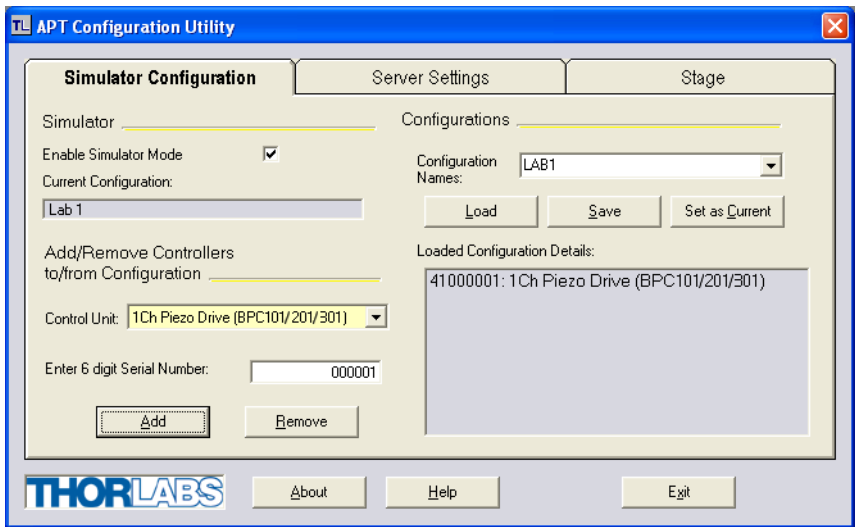 TL APT Configuration Utility
Simulator Configuration
Server Settings
Stage
Simulator
Enable Simulator Mode
Current Configuration:
Lab 1
Add/Remove Controllers
to/from Configuration
Control Unit: 1Ch Piezo Drive (BPC101/201/301)
Enter 6 digit Serial Number: 000001
Add
Remove
Configurations
Configuration
Names:
LAB1
Load
Save
Set as Current
Loaded Configuration Details:
41000001: 1Ch Piezo Drive (BPC101/201/301)
THORLABS
About
Help
Exit